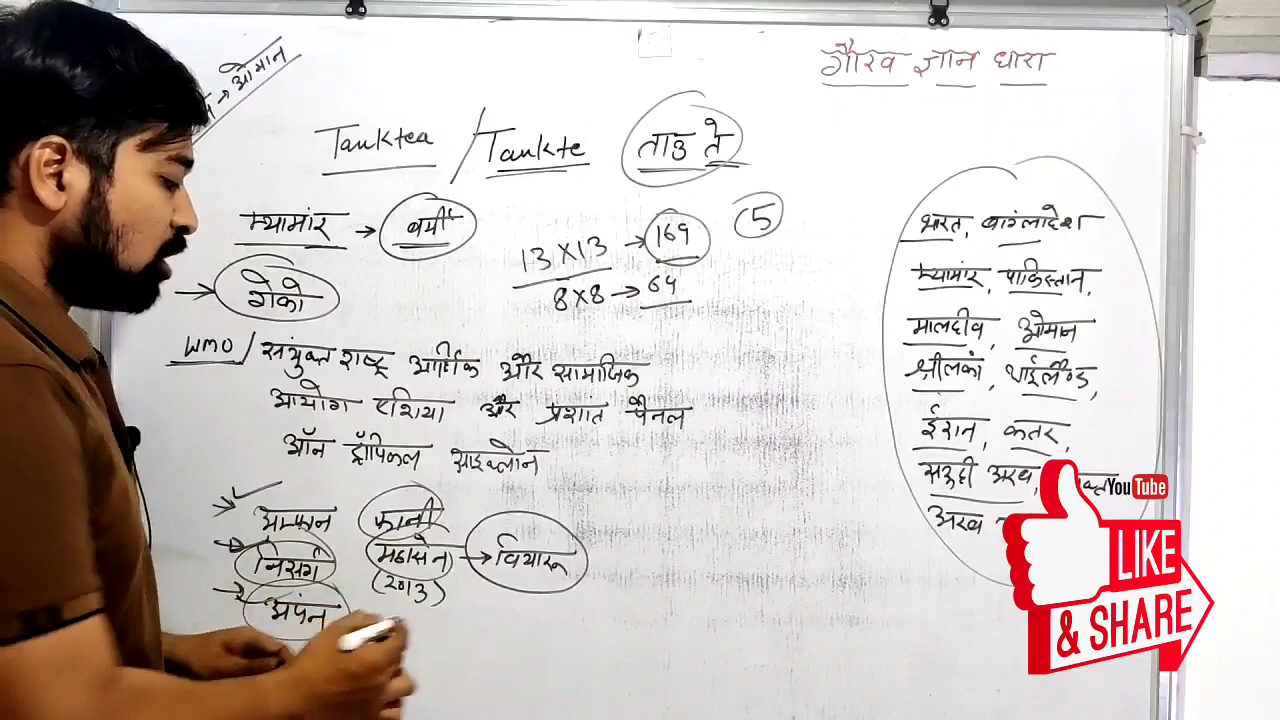 → ओमान
गौरव ज्ञान धारा
Tauktea / Taukte ताउ ते
म्यांमार → बर्मी
13 x 13 → 169
8 x 8 → 64
5
→ गेको
WMO / संयुक्त राष्ट्र आर्थिक और सामाजिक
आयोग एशिया और प्रशांत पैनल
ऑन ट्रॉपिकल साइक्लोन
→ अम्फान फानी
→ निसर्ग महासेन → वियारू
(2013)
→ अर्पन
भारत, बांग्लादेश
म्यांमार, पाकिस्तान,
मालदीव, ओमान
श्रीलंका, थाईलैण्ड,
ईरान, कतर,
सऊदी अरब,
अरब
YouTube
LIKE
& SHARE